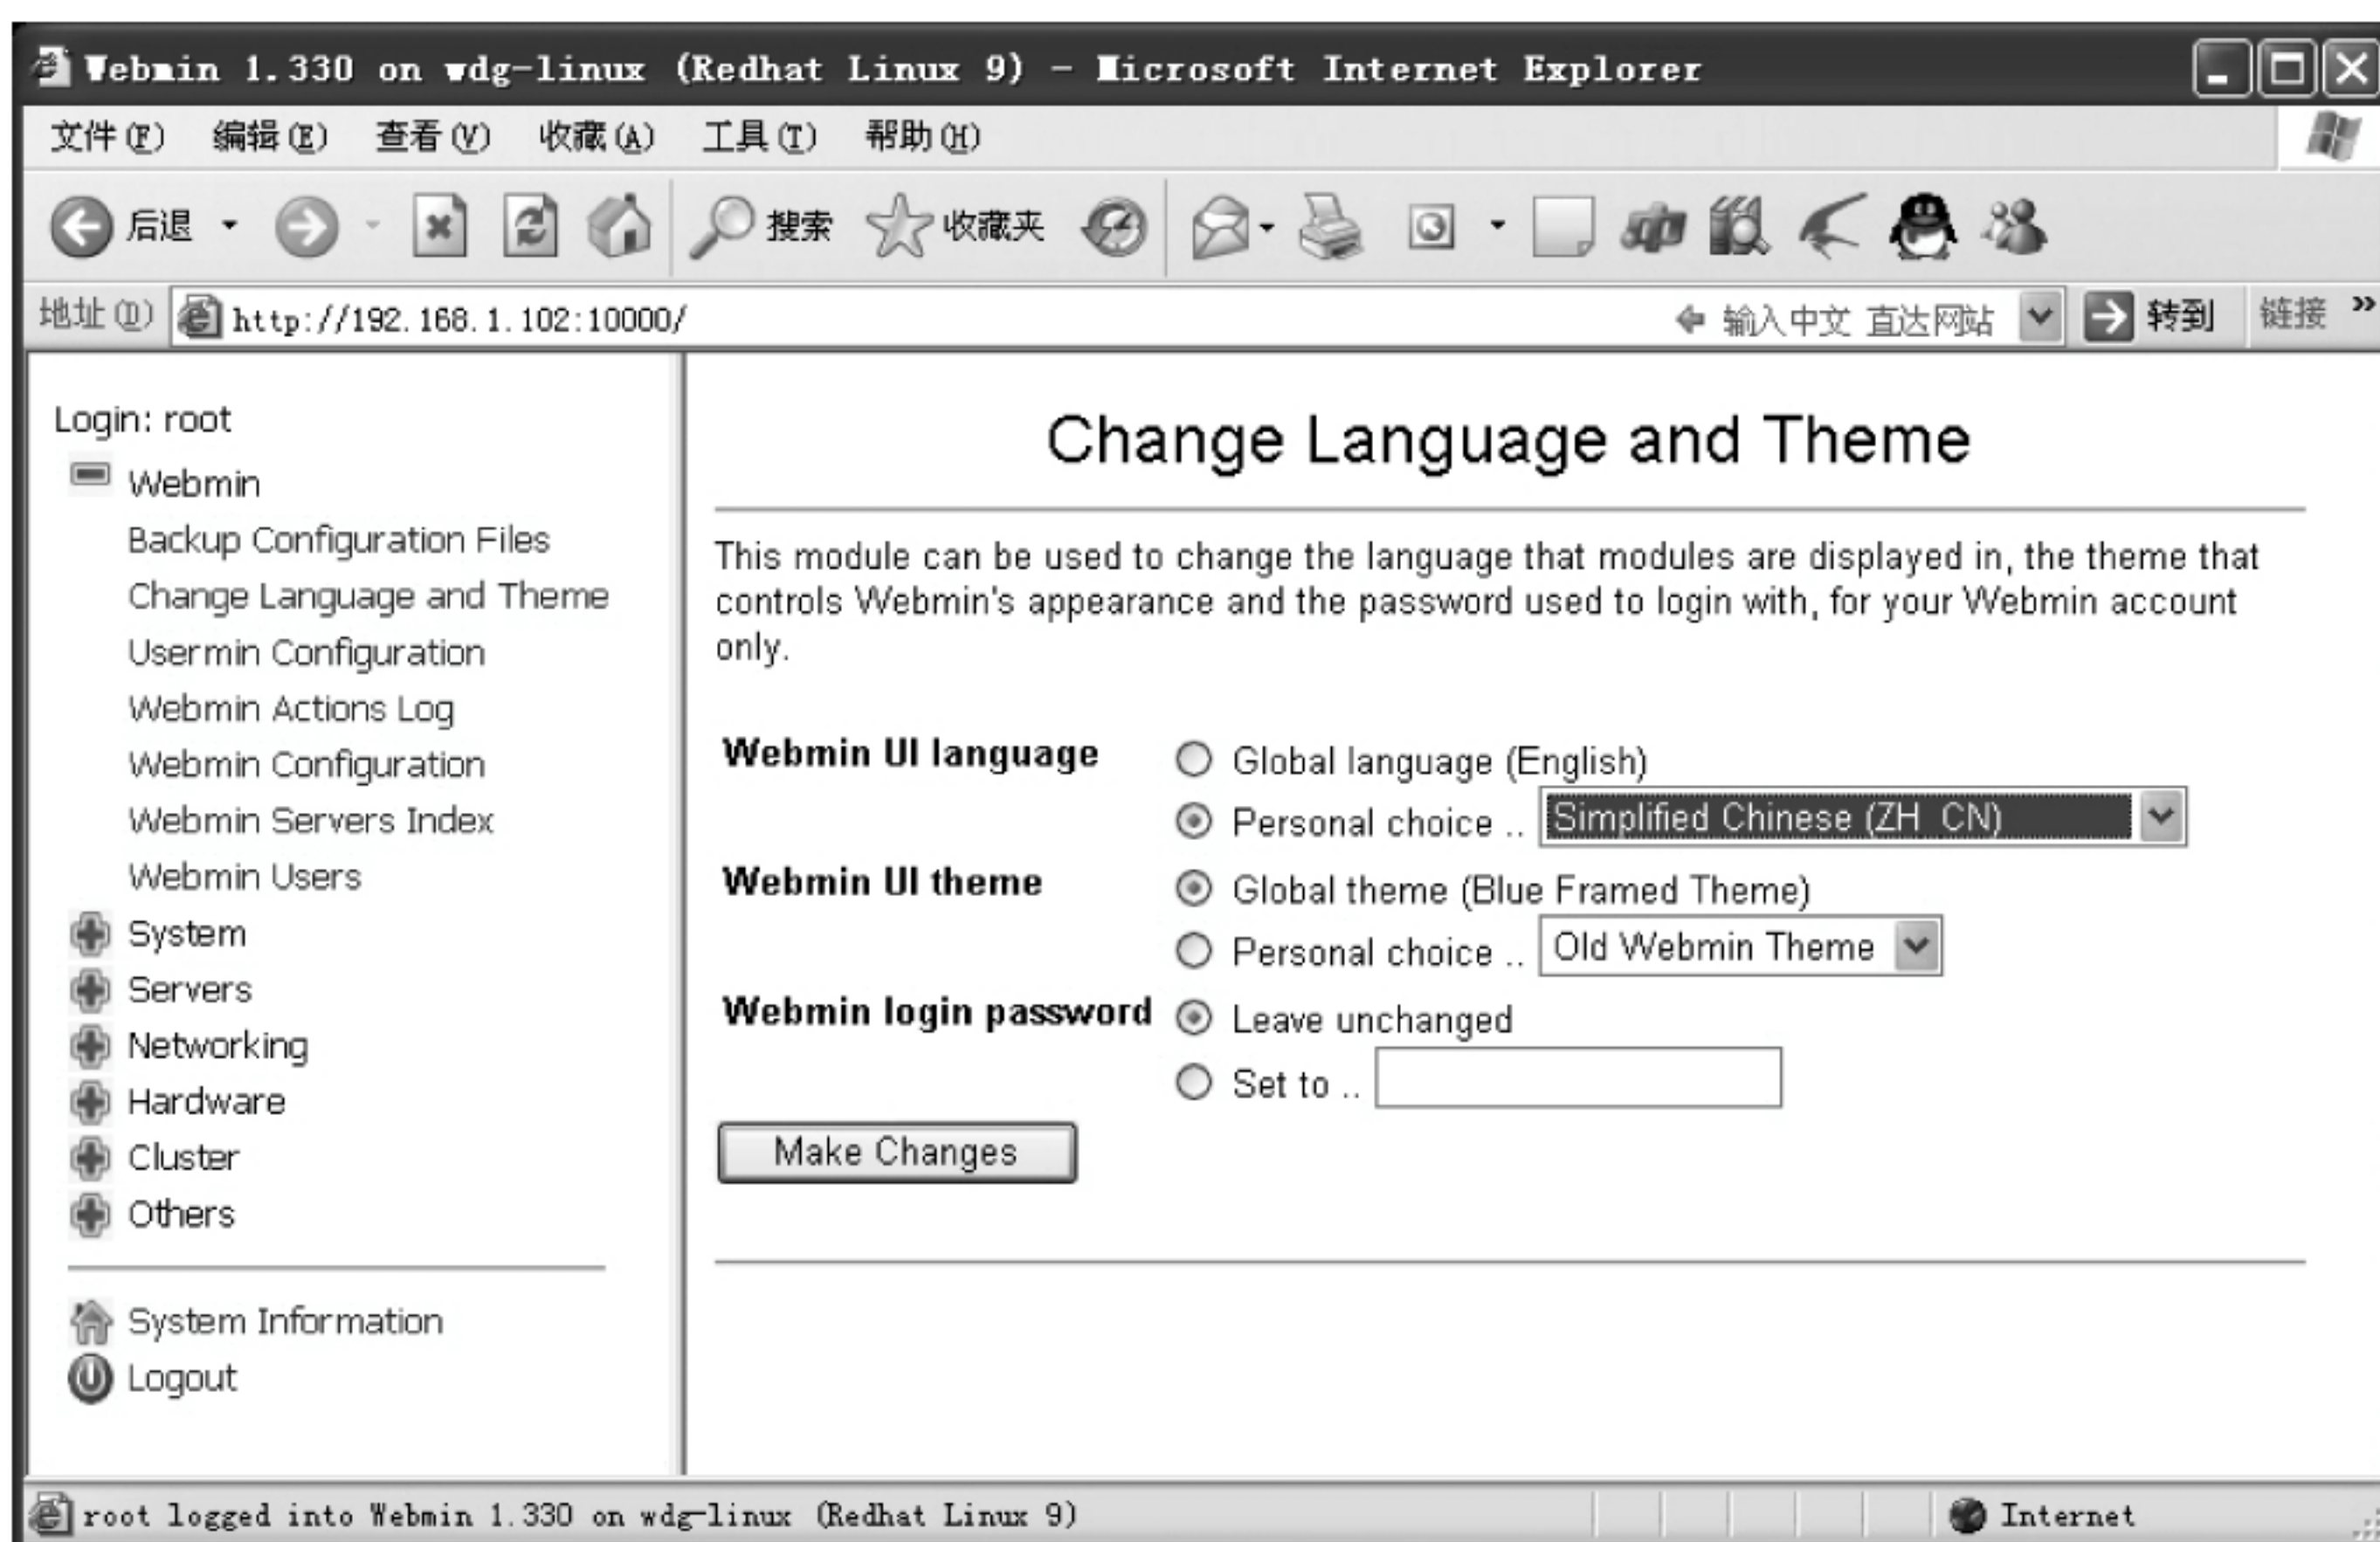 Webmin 1.330 on wdg-linux (Redhat Linux 9) - Microsoft Internet Explorer
文件(F) 编辑(E) 查看(V) 收藏(A) 工具(T) 帮助(H)
后退 搜索 收藏夹
地址(D) http://192.168.1.102:10000/ 输入中文 直达网站 转到 链接 »
Login: root
Webmin
Backup Configuration Files
Change Language and Theme
Usermin Configuration
Webmin Actions Log
Webmin Configuration
Webmin Servers Index
Webmin Users
System
Servers
Networking
Hardware
Cluster
Others
System Information
Logout
Change Language and Theme
This module can be used to change the language that modules are displayed in, the theme that
controls Webmin's appearance and the password used to login with, for your Webmin account
only.
Webmin UI language Global language (English)
Personal choice .. Simplified Chinese (ZH_CN)
Webmin UI theme Global theme (Blue Framed Theme)
Personal choice .. Old Webmin Theme
Webmin login password Leave unchanged
Set to ..
Make Changes
root logged into Webmin 1.330 on wdg-linux (Redhat Linux 9) Internet